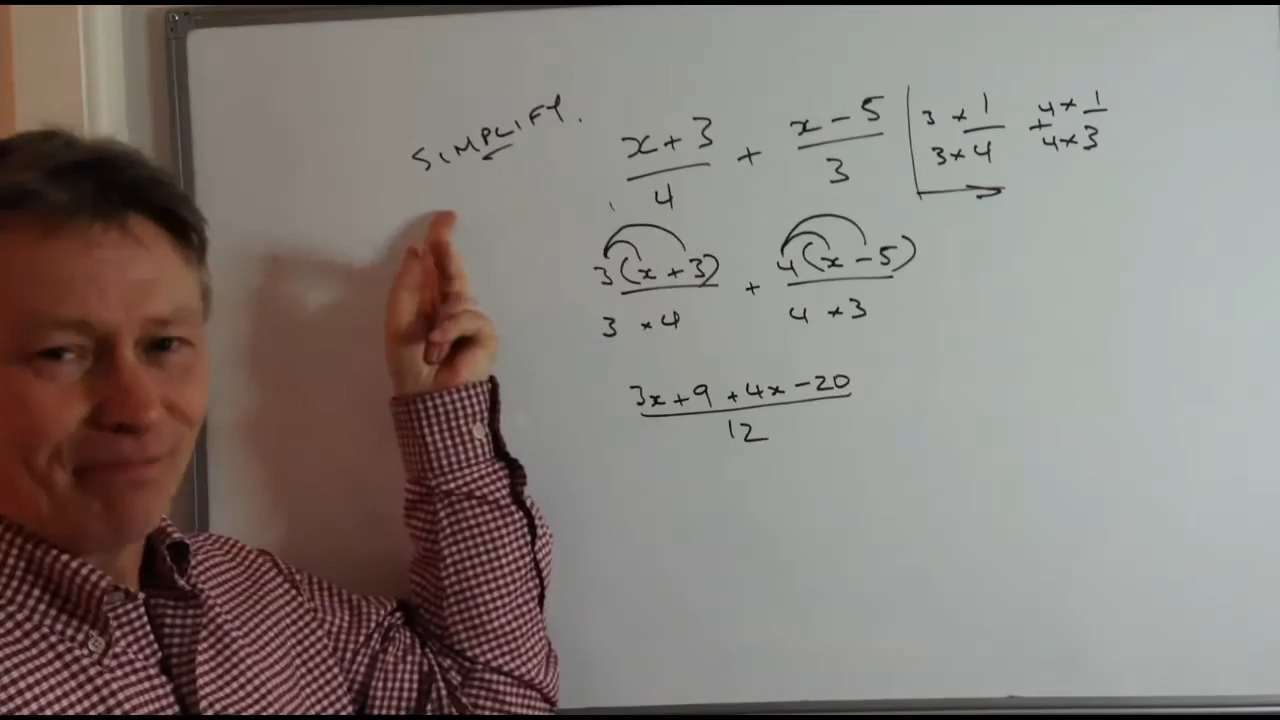 SIMPLIFY.
x + 3 / 4 + x - 5 / 3
3 × 1 / 3 × 4 + 4 × 1 / 4 × 3
3(x + 3) / 3 × 4 + 4(x - 5) / 4 × 3
3x + 9 + 4x - 20 / 12